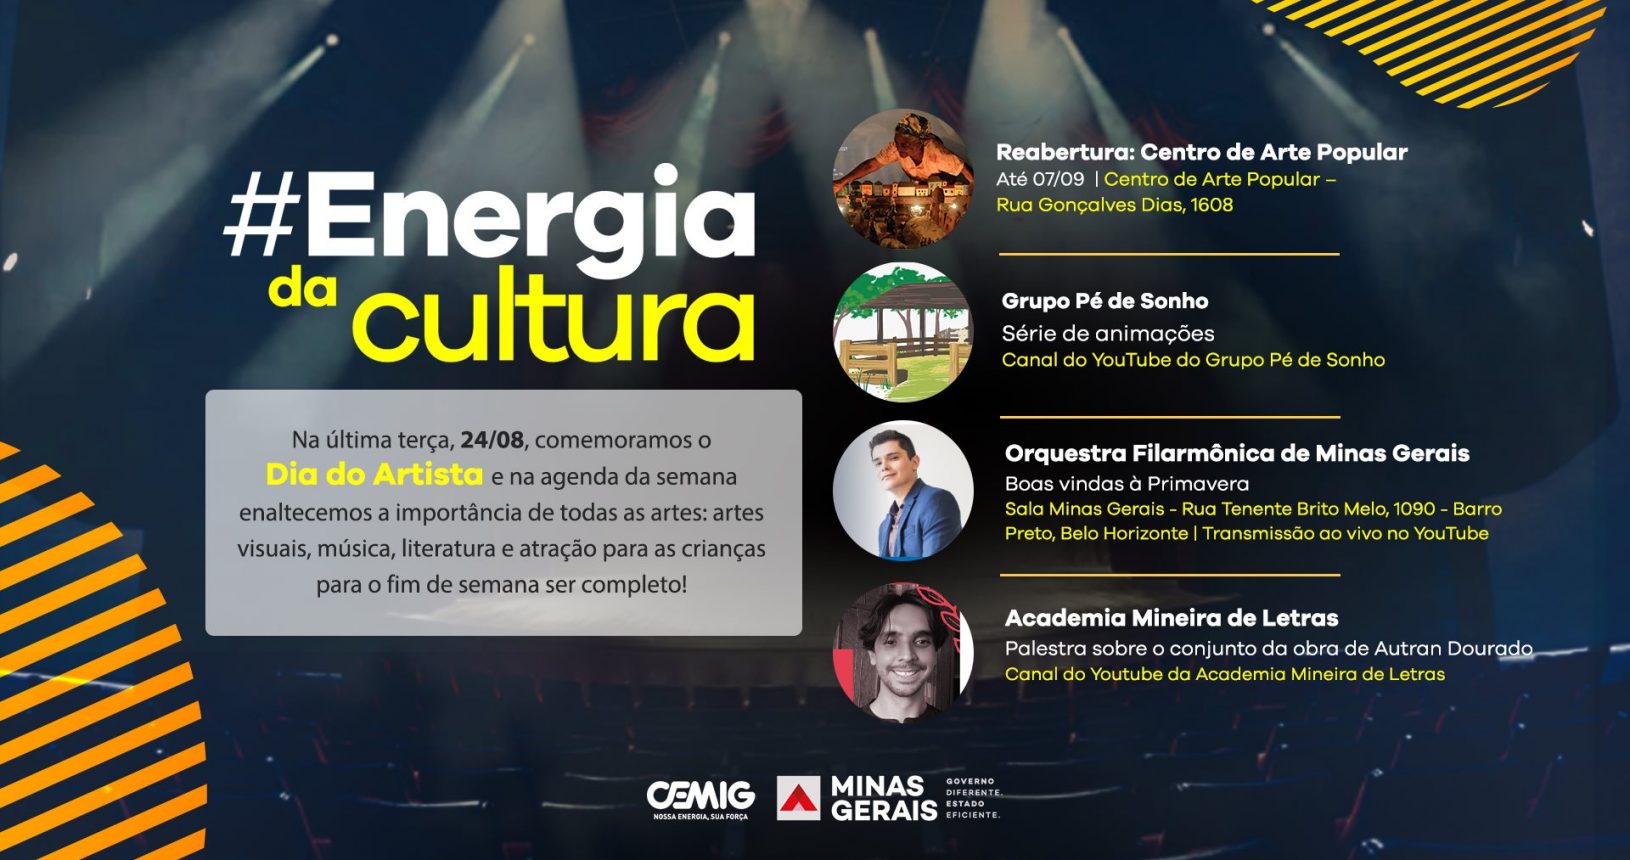 #Energia
da cultura
Na última terça, 24/08, comemoramos o
Dia do Artista e na agenda da semana
enaltecemos a importância de todas as artes: artes
visuais, música, literatura e atração para as crianças
para o fim de semana ser completo!
Reabertura: Centro de Arte Popular
Até 07/09 | Centro de Arte Popular –
Rua Gonçalves Dias, 1608
Grupo Pé de Sonho
Série de animações
Canal do YouTube do Grupo Pé de Sonho
Orquestra Filarmônica de Minas Gerais
Boas vindas à Primavera
Sala Minas Gerais - Rua Tenente Brito Melo, 1090 - Barro
Preto, Belo Horizonte | Transmissão ao vivo no YouTube
Academia Mineira de Letras
Palestra sobre o conjunto da obra de Autran Dourado
Canal do Youtube da Academia Mineira de Letras
CEMIG
NOSSA ENERGIA, SUA FORÇA
MINAS
GERAIS
GOVERNO
DIFERENTE.
ESTADO
EFICIENTE.